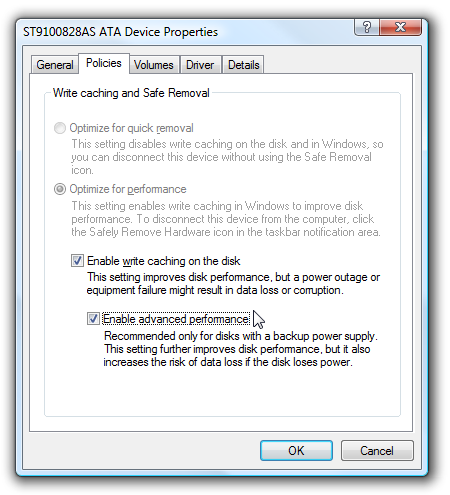 ST9100828AS ATA Device Properties
General Policies Volumes Driver Details
Write caching and Safe Removal
Optimize for quick removal
This setting disables write caching on the disk and in Windows, so
you can disconnect this device without using the Safe Removal
icon.
Optimize for performance
This setting enables write caching in Windows to improve disk
performance. To disconnect this device from the computer, click
the Safely Remove Hardware icon in the taskbar notification area.
Enable write caching on the disk
This setting improves disk performance, but a power outage or
equipment failure might result in data loss or corruption.
Enable advanced performance
Recommended only for disks with a backup power supply.
This setting further improves disk performance, but it also
increases the risk of data loss if the disk loses power.
OK Cancel